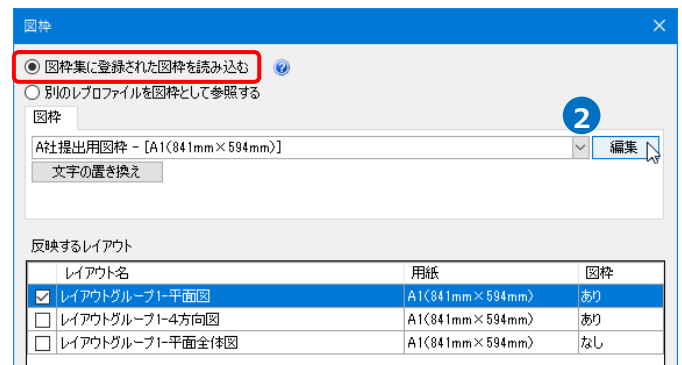 図枠
図枠集に登録された図枠を読み込む
別のレブロファイルを図枠として参照する
図枠
2
A社提出用図枠 - [A1(841mm×594mm)]
編集
文字の置き換え
反映するレイアウト
レイアウト名 用紙 図枠
レイアウトグループ1-平面図 A1(841mm×594mm) あり
レイアウトグループ1-4方向図 A1(841mm×594mm) あり
レイアウトグループ1-平面全体図 A1(841mm×594mm) なし